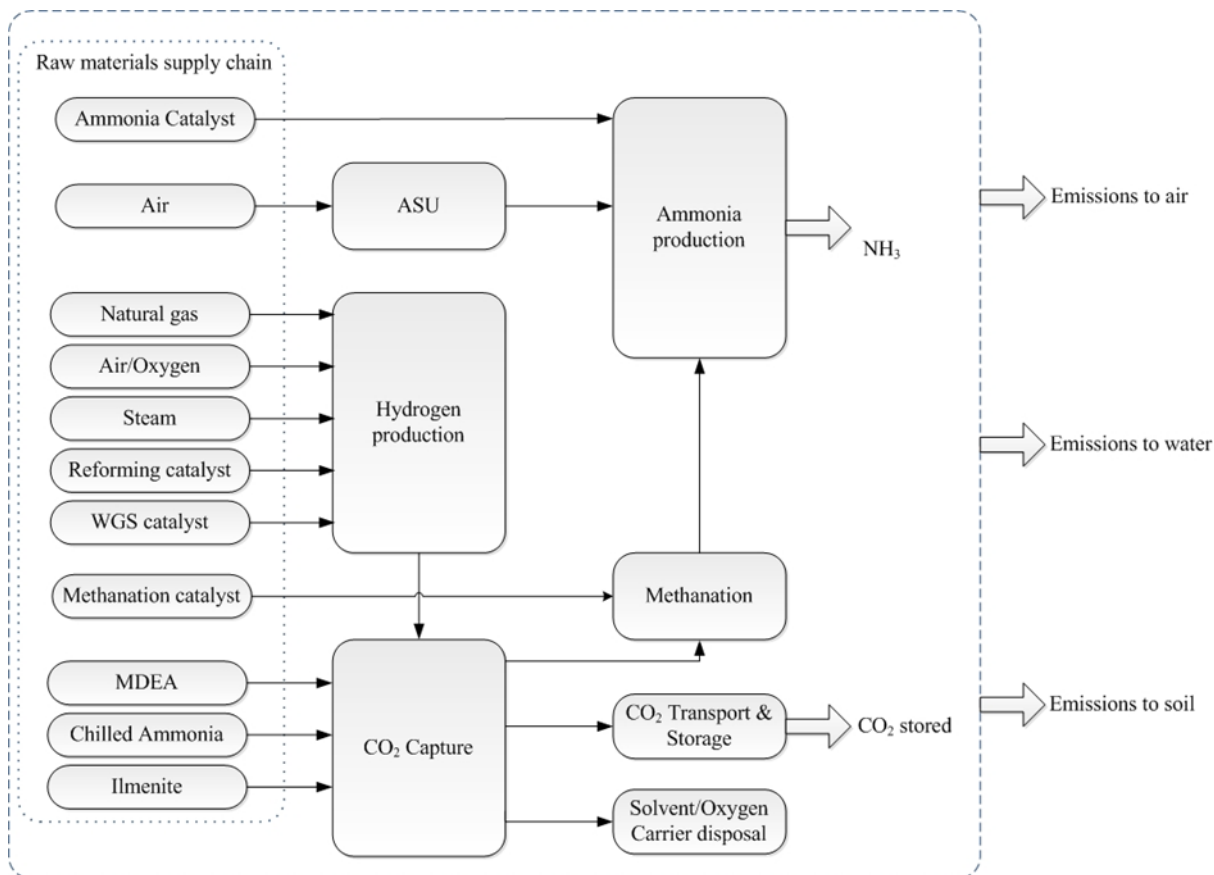 Raw materials supply chain
Ammonia Catalyst
Air
ASU
Ammonia
production
NH₃
Emissions to air
Natural gas
Air/Oxygen
Steam
Reforming catalyst
WGS catalyst
Hydrogen
production
Emissions to water
Methanation catalyst
Methanation
MDEA
Chilled Ammonia
Ilmenite
CO₂ Capture
CO₂ Transport &
Storage
CO₂ stored
Emissions to soil
Solvent/Oxygen
Carrier disposal